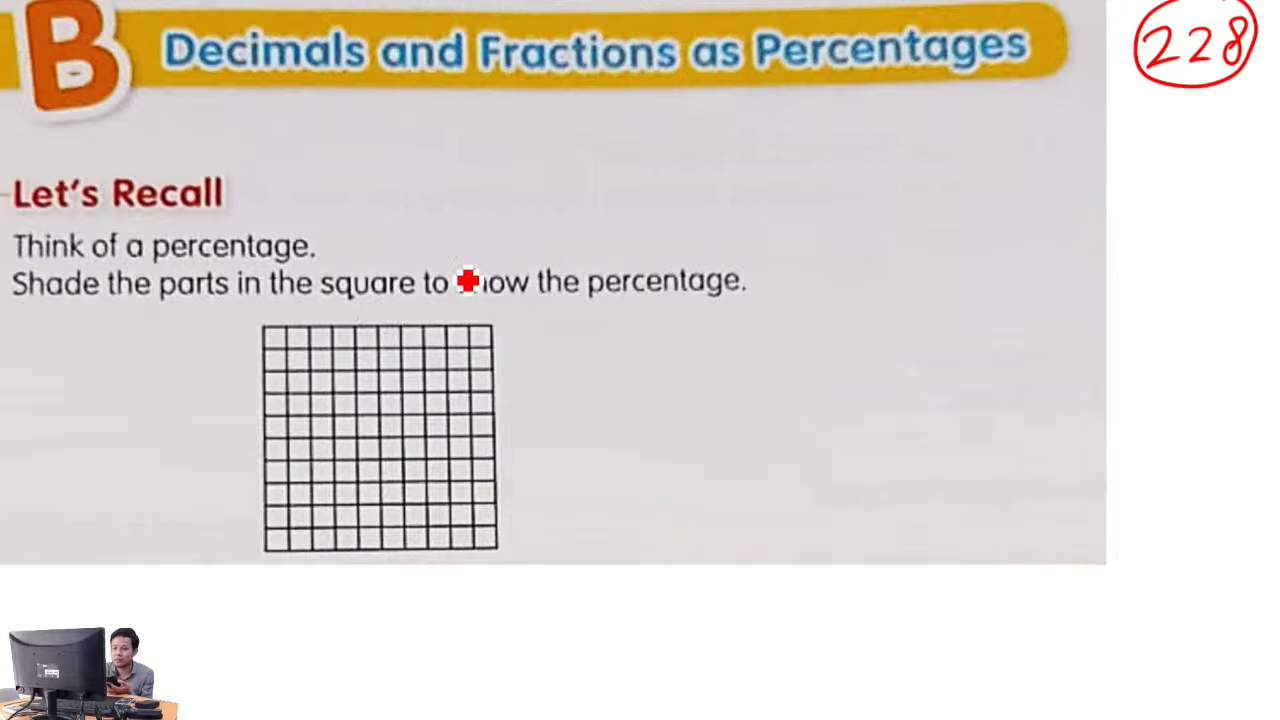 B
Decimals and Fractions as Percentages
228
Let's Recall
Think of a percentage.
Shade the parts in the square to how the percentage.